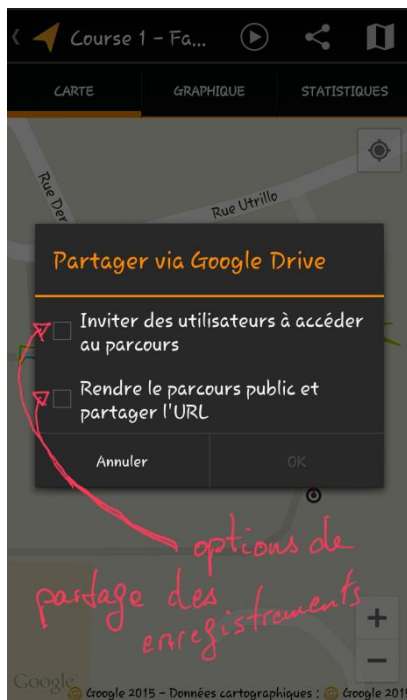 Course 1 – Fa...
CARTE GRAPHIQUE STATISTIQUES
Rue Der
Rue Utrillo
Partager via Google Drive
Inviter des utilisateurs à accéder
au parcours
Rendre le parcours public et
partager l'URL
Annuler OK
options de
partage des
enregistrements
+
−
Google
Google 2015 – Données cartographiques : Google 201